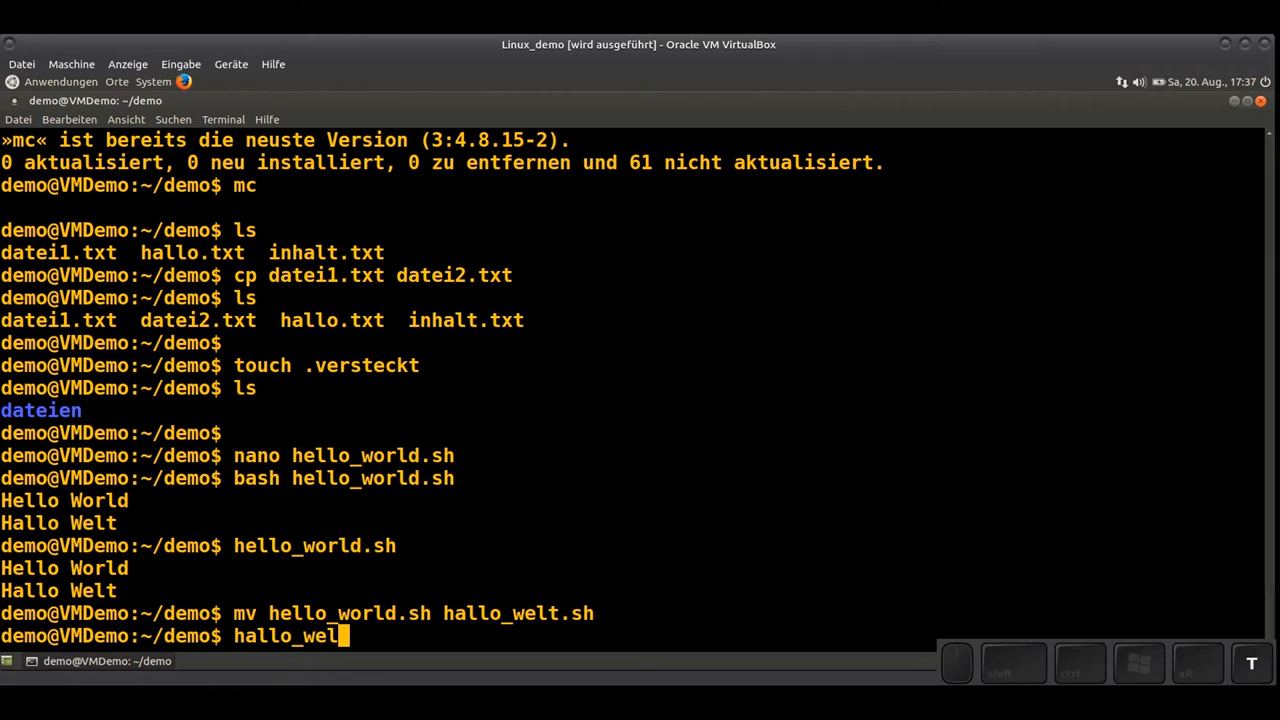 Linux_demo [wird ausgeführt] - Oracle VM VirtualBox
Datei Maschine Anzeige Eingabe Geräte Hilfe
Anwendungen Orte System Sa, 20. Aug., 17:37
demo@VMDemo: ~/demo
Datei Bearbeiten Ansicht Suchen Terminal Hilfe
»mc« ist bereits die neuste Version (3:4.8.15-2).
0 aktualisiert, 0 neu installiert, 0 zu entfernen und 61 nicht aktualisiert.
demo@VMDemo:~/demo$ mc
demo@VMDemo:~/demo$ ls
datei1.txt hallo.txt inhalt.txt
demo@VMDemo:~/demo$ cp datei1.txt datei2.txt
demo@VMDemo:~/demo$ ls
datei1.txt datei2.txt hallo.txt inhalt.txt
demo@VMDemo:~/demo$
demo@VMDemo:~/demo$ touch .versteckt
demo@VMDemo:~/demo$ ls
dateien
demo@VMDemo:~/demo$
demo@VMDemo:~/demo$ nano hello_world.sh
demo@VMDemo:~/demo$ bash hello_world.sh
Hello World
Hallo Welt
demo@VMDemo:~/demo$ hello_world.sh
Hello World
Hallo Welt
demo@VMDemo:~/demo$ mv hello_world.sh hallo_welt.sh
demo@VMDemo:~/demo$ hallo_wel
demo@VMDemo: ~/demo
shift ctrl alt T